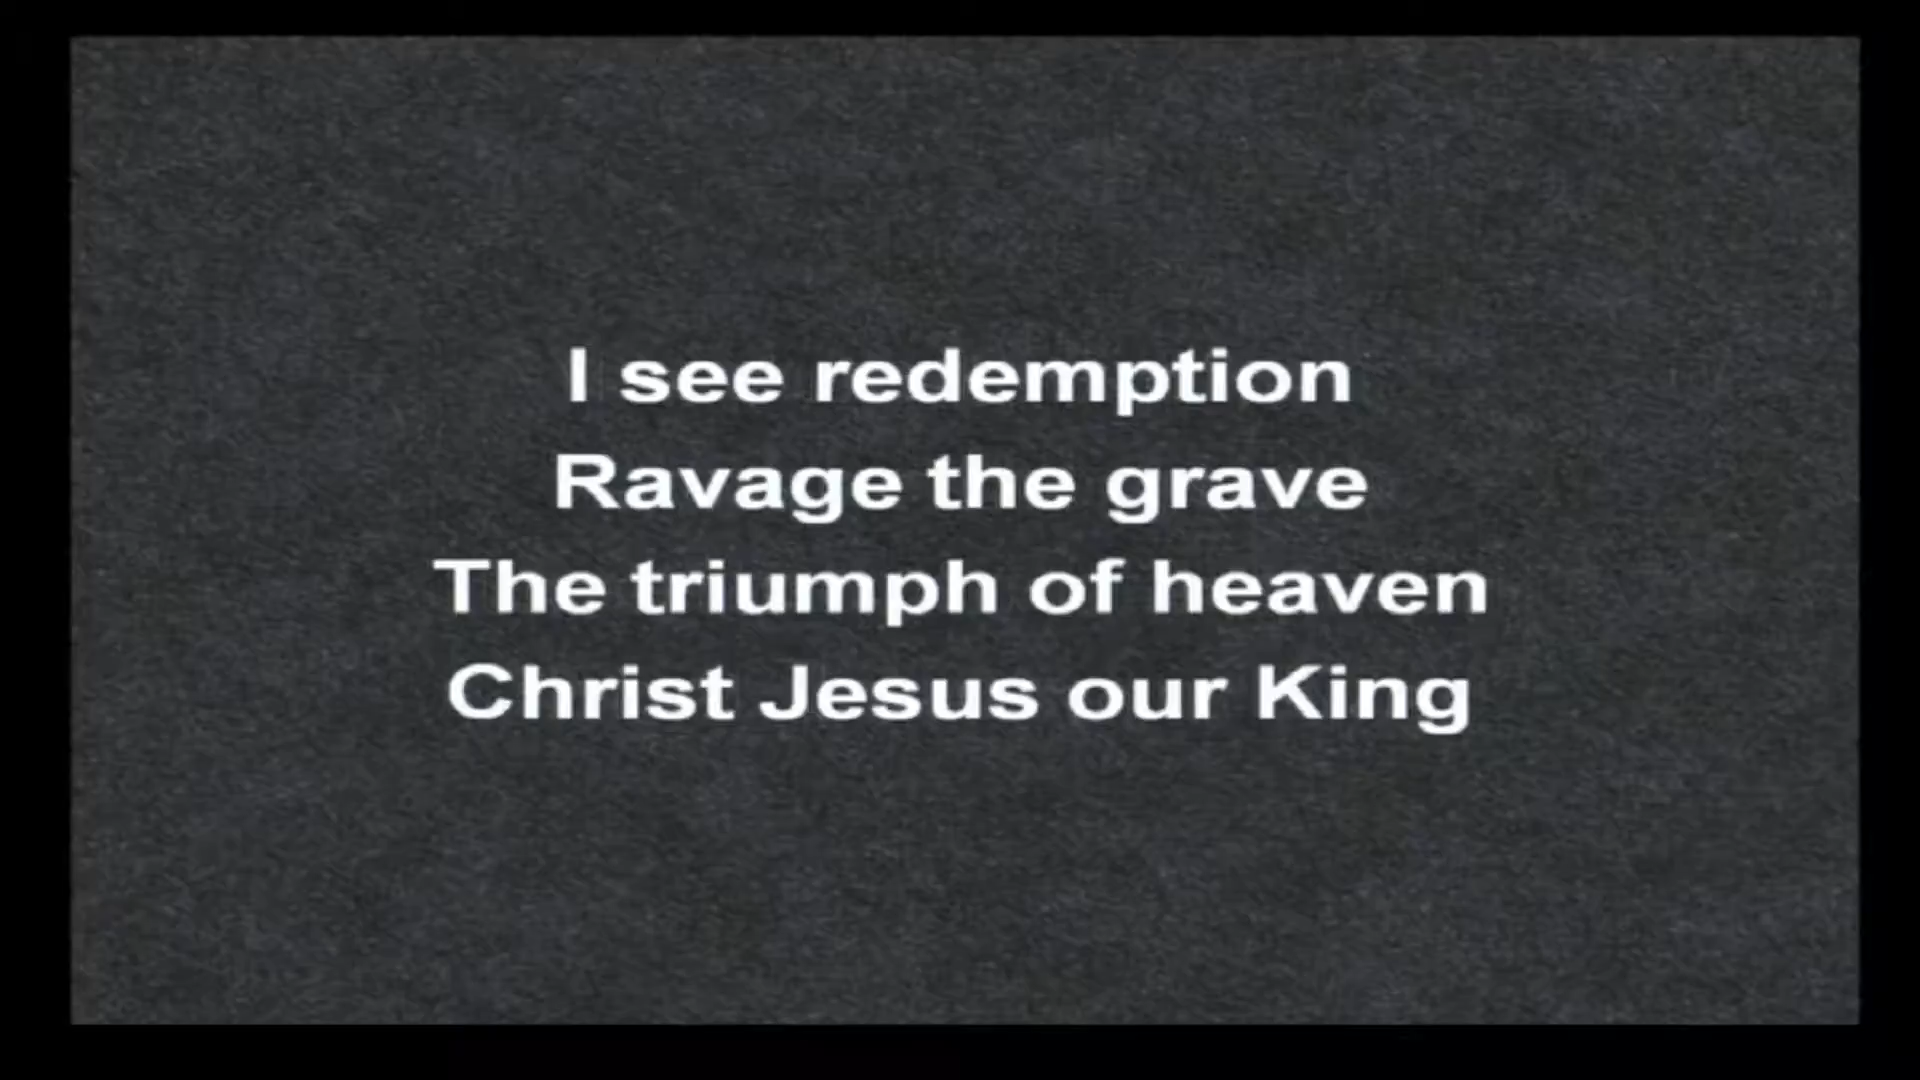 I see redemption
Ravage the grave
The triumph of heaven
Christ Jesus our King